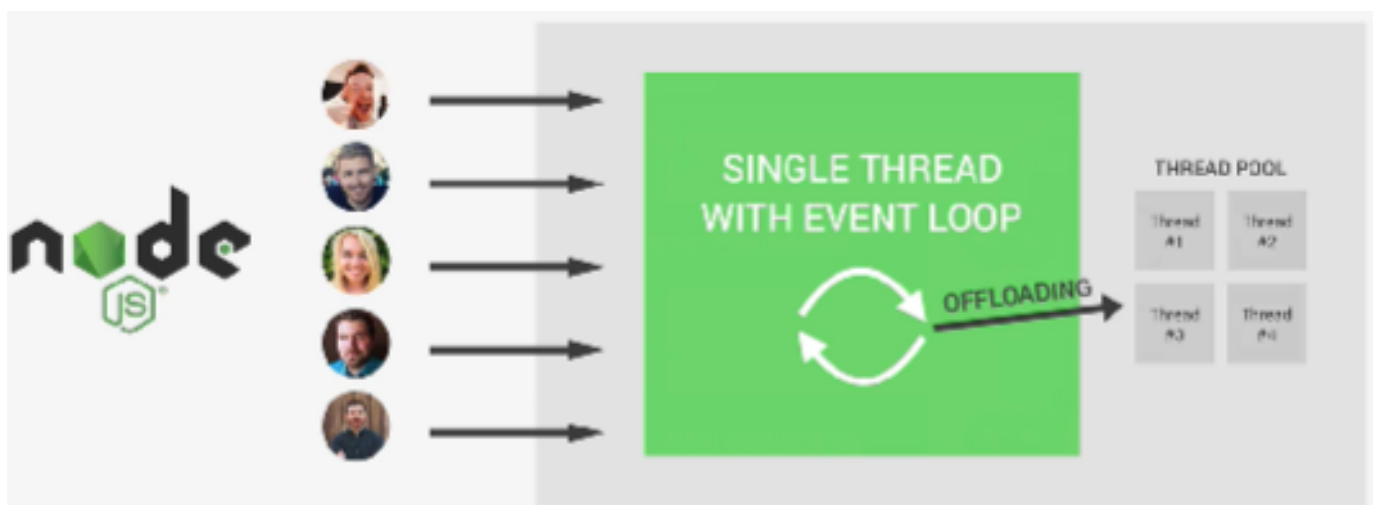 node
JS
®
SINGLE THREAD
WITH EVENT LOOP
OFFLOADING
THREAD POOL
Thread
#1
Thread
#2
Thread
#3
Thread
#4